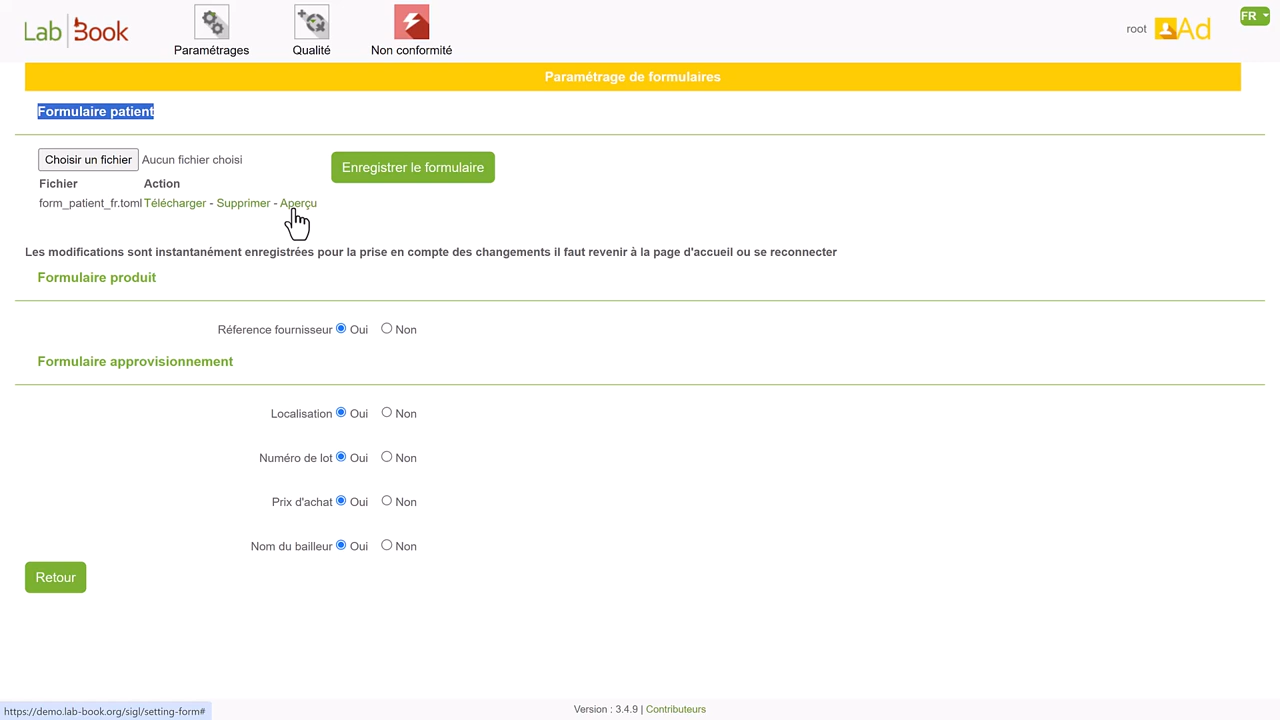 Lab Book
Paramétrages
Qualité
Non conformité
root
Ad
FR
Paramétrage de formulaires
Formulaire patient
Choisir un fichier Aucun fichier choisi
Enregistrer le formulaire
Fichier Action
form_patient_fr.toml Télécharger - Supprimer - Aperçu
Les modifications sont instantanément enregistrées pour la prise en compte des changements il faut revenir à la page d'accueil ou se reconnecter
Formulaire produit
Réference fournisseur Oui Non
Formulaire approvisionnement
Localisation Oui Non
Numéro de lot Oui Non
Prix d'achat Oui Non
Nom du bailleur Oui Non
Retour
https://demo.lab-book.org/sigl/setting-form#
Version : 3.4.9 | Contributeurs